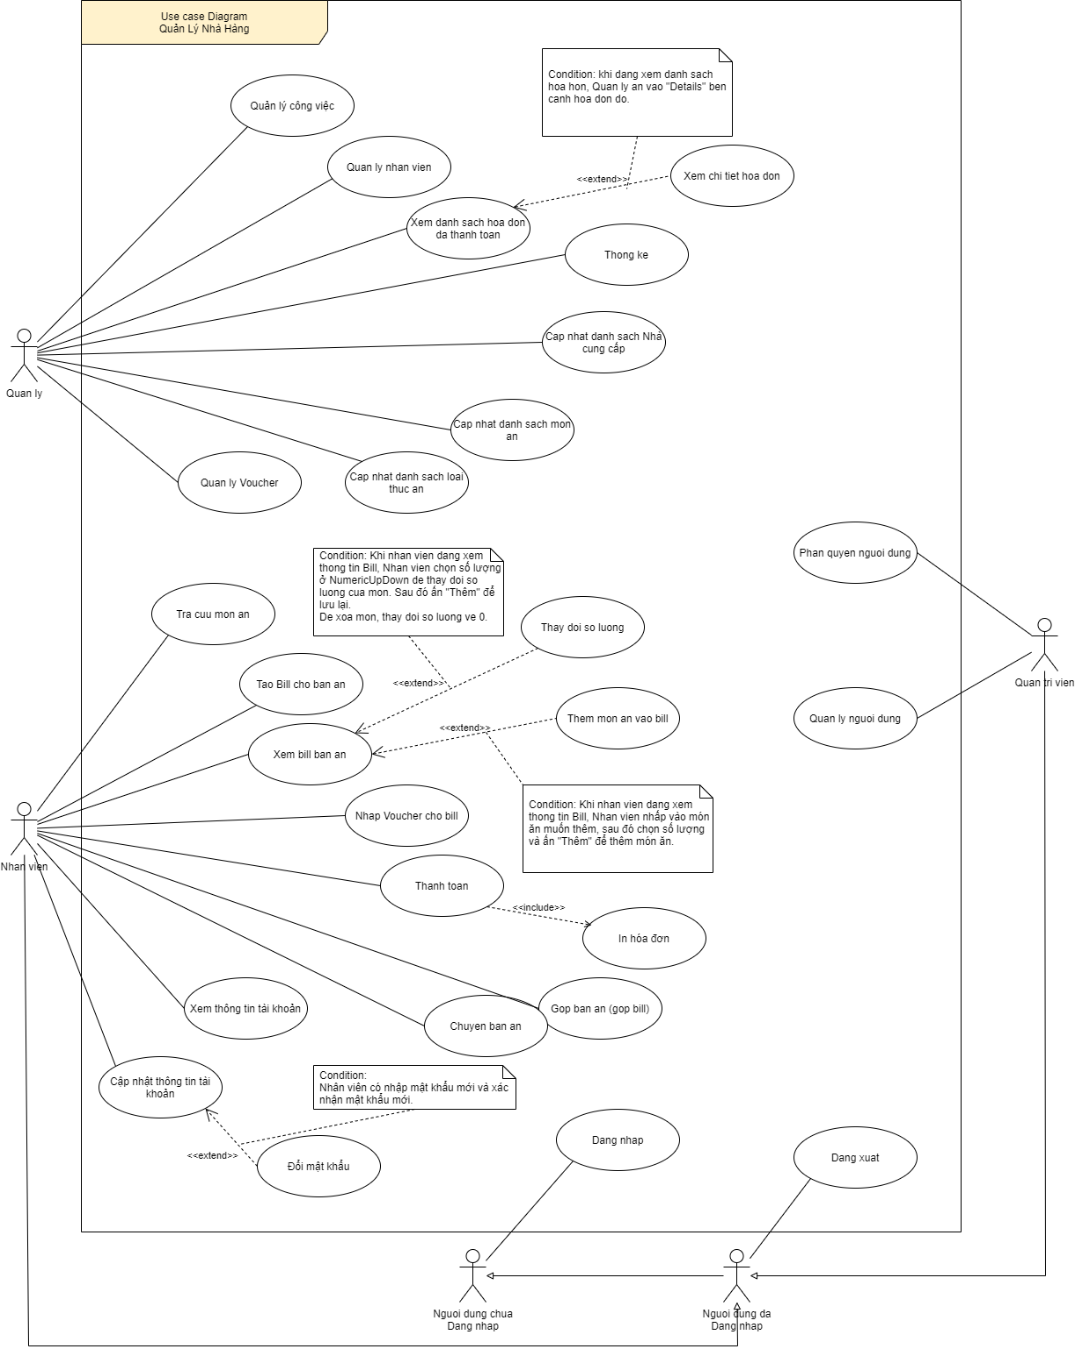 Use case Diagram
Quản Lý Nhà Hàng
Condition: khi dang xem danh sach
hoa hon, Quan ly an vao "Details" ben
canh hoa don do.
Quản lý công việc
Quan ly nhan vien
<<extend>>
Xem chi tiet hoa don
Xem danh sach hoa don
da thanh toan
Thong ke
Cap nhat danh sach Nhà
cung cấp
Quan ly
Cap nhat danh sach mon
an
Quan ly Voucher
Cap nhat danh sach loai
thuc an
Phan quyen nguoi dung
Condition: Khi nhan vien dang xem
thong tin Bill, Nhan vien chọn số lượng
ở NumericUpDown de thay doi so
luong cua mon. Sau đó ấn "Thêm" để
lưu lại.
De xoa mon, thay doi so luong ve 0.
Tra cuu mon an
Thay doi so luong
Quan tri vien
Tao Bill cho ban an
<<extend>>
Them mon an vao bill
Quan ly nguoi dung
<<extend>>
Xem bill ban an
Condition: Khi nhan vien dang xem
thong tin Bill, Nhan vien nhấp vào món
ăn muốn thêm, sau đó chọn số lượng
và ấn "Thêm" để thêm món ăn.
Nhap Voucher cho bill
Nhan vien
Thanh toan
<<include>>
In hóa đơn
Xem thông tin tài khoản
Gop ban an (gop bill)
Chuyen ban an
Cập nhật thông tin tài
khoản
Condition:
Nhân viên có nhập mật khẩu mới và xác
nhận mật khẩu mới.
<<extend>>
Đổi mật khẩu
Dang nhap
Dang xuat
Nguoi dung chua
Dang nhap
Nguoi dung da
Dang nhap